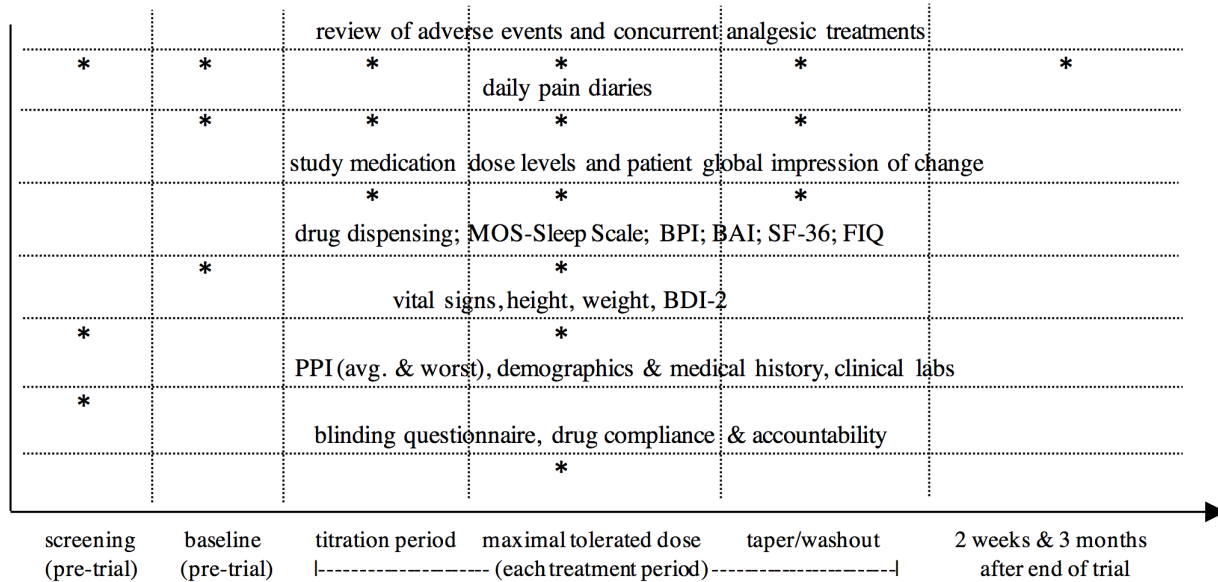 review of adverse events and concurrent analgesic treatments
* * * * * *
daily pain diaries
* * * *
study medication dose levels and patient global impression of change
* * *
drug dispensing; MOS-Sleep Scale; BPI; BAI; SF-36; FIQ
* *
vital signs, height, weight, BDI-2
* *
PPI (avg. & worst), demographics & medical history, clinical labs
*
blinding questionnaire, drug compliance & accountability
*
screening baseline titration period maximal tolerated dose taper/washout 2 weeks & 3 months
(pre-trial) (pre-trial) |---------------------- (each treatment period)------------------------| after end of trial